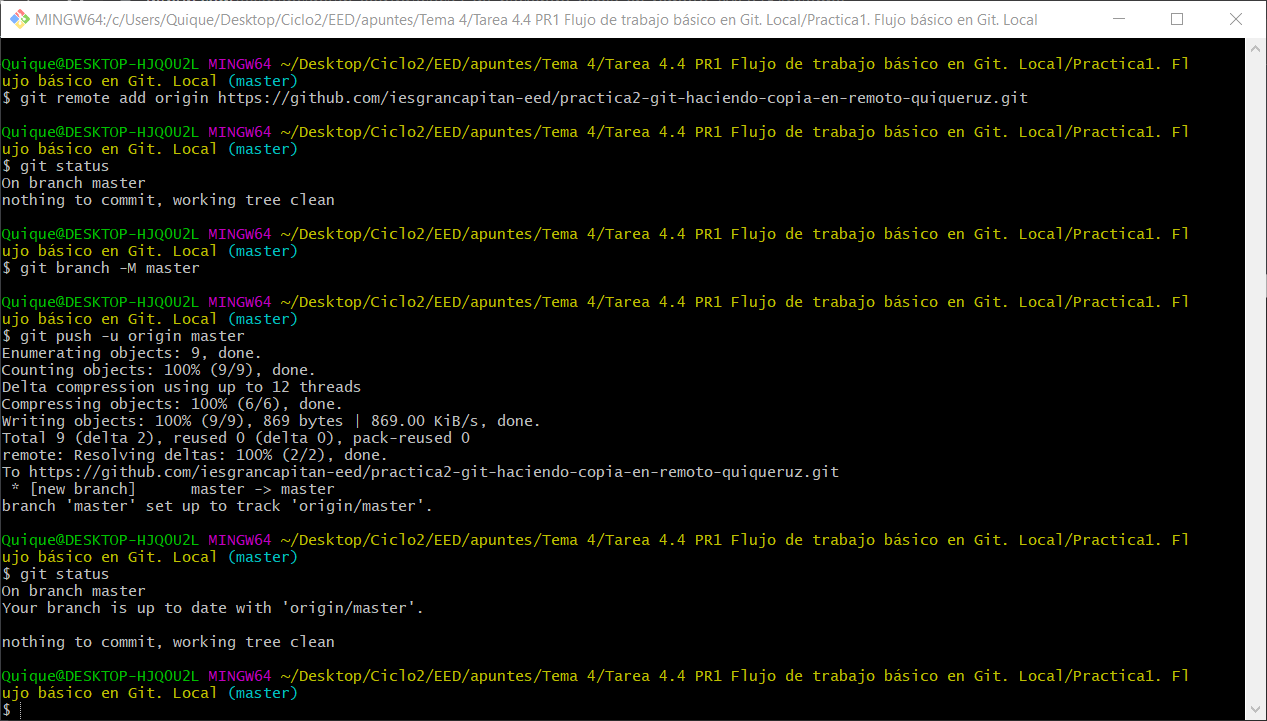 MINGW64:/c/Users/Quique/Desktop/Ciclo2/EED/apuntes/Tema 4/Tarea 4.4 PR1 Flujo de trabajo básico en Git. Local/Practica1. Flujo básico en Git. Local
Quique@DESKTOP-HJQ0U2L MINGW64 ~/Desktop/Ciclo2/EED/apuntes/Tema 4/Tarea 4.4 PR1 Flujo de trabajo básico en Git. Local/Practica1. Fl
ujo básico en Git. Local (master)
$ git remote add origin https://github.com/iesgrancapitan-eed/practica2-git-haciendo-copia-en-remoto-quiqueruz.git
Quique@DESKTOP-HJQ0U2L MINGW64 ~/Desktop/Ciclo2/EED/apuntes/Tema 4/Tarea 4.4 PR1 Flujo de trabajo básico en Git. Local/Practica1. Fl
ujo básico en Git. Local (master)
$ git status
On branch master
nothing to commit, working tree clean
Quique@DESKTOP-HJQ0U2L MINGW64 ~/Desktop/Ciclo2/EED/apuntes/Tema 4/Tarea 4.4 PR1 Flujo de trabajo básico en Git. Local/Practica1. Fl
ujo básico en Git. Local (master)
$ git branch -M master
Quique@DESKTOP-HJQ0U2L MINGW64 ~/Desktop/Ciclo2/EED/apuntes/Tema 4/Tarea 4.4 PR1 Flujo de trabajo básico en Git. Local/Practica1. Fl
ujo básico en Git. Local (master)
$ git push -u origin master
Enumerating objects: 9, done.
Counting objects: 100% (9/9), done.
Delta compression using up to 12 threads
Compressing objects: 100% (6/6), done.
Writing objects: 100% (9/9), 869 bytes | 869.00 KiB/s, done.
Total 9 (delta 2), reused 0 (delta 0), pack-reused 0
remote: Resolving deltas: 100% (2/2), done.
To https://github.com/iesgrancapitan-eed/practica2-git-haciendo-copia-en-remoto-quiqueruz.git
 * [new branch]      master -> master
branch 'master' set up to track 'origin/master'.
Quique@DESKTOP-HJQ0U2L MINGW64 ~/Desktop/Ciclo2/EED/apuntes/Tema 4/Tarea 4.4 PR1 Flujo de trabajo básico en Git. Local/Practica1. Fl
ujo básico en Git. Local (master)
$ git status
On branch master
Your branch is up to date with 'origin/master'.
nothing to commit, working tree clean
Quique@DESKTOP-HJQ0U2L MINGW64 ~/Desktop/Ciclo2/EED/apuntes/Tema 4/Tarea 4.4 PR1 Flujo de trabajo básico en Git. Local/Practica1. Fl
ujo básico en Git. Local (master)
$